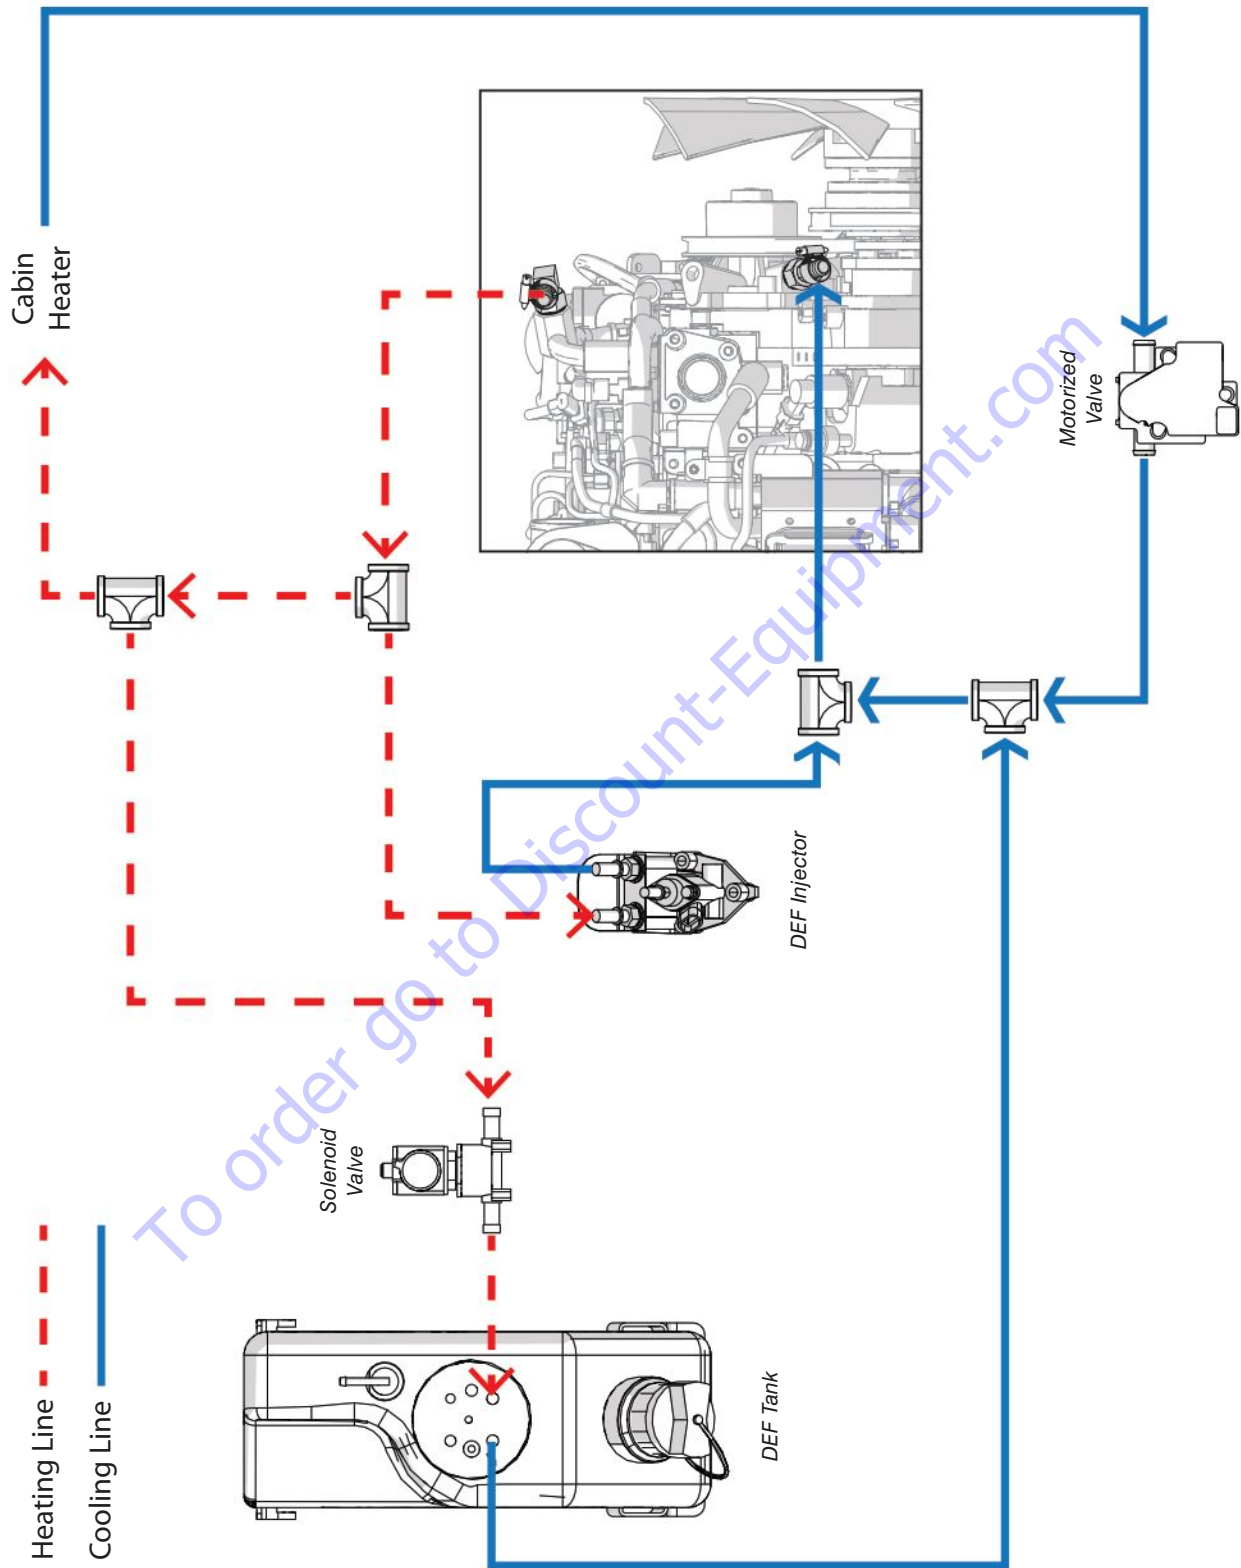 Heating Line
Cooling Line
Cabin
Heater
Solenoid
Valve
DEF Tank
DEF Injector
Motorized
Valve
To order go to Discount-Equipment.com